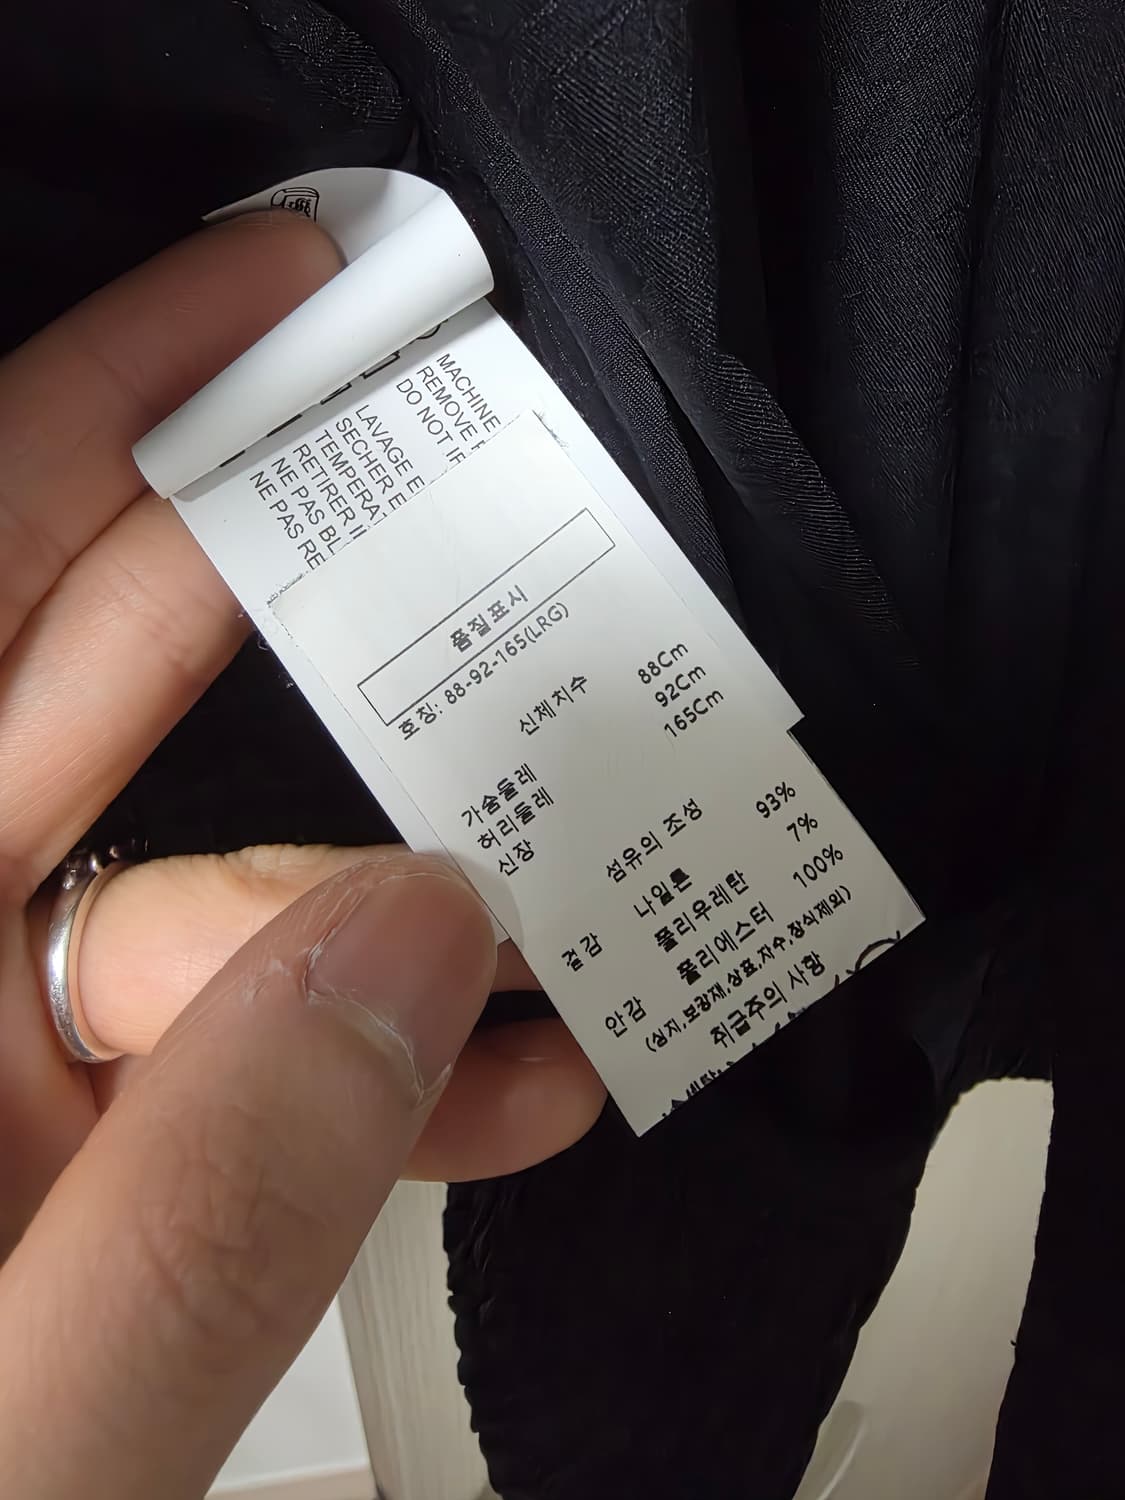 MACHINE
REMOVE
DO NOT
LAVAGE
SECHER
RETIRER
NE PAS
NE PAS
품질표시
호칭: 88-92-165(LRG)
신체치수
가슴둘레 88Cm
허리둘레 92Cm
신장 165Cm
섬유의 조성
겉감 나일론 93%
폴리우레탄 7%
안감 폴리에스터 100%
(심지,보강재,상표,자수,장식제외)
취급주의 사항